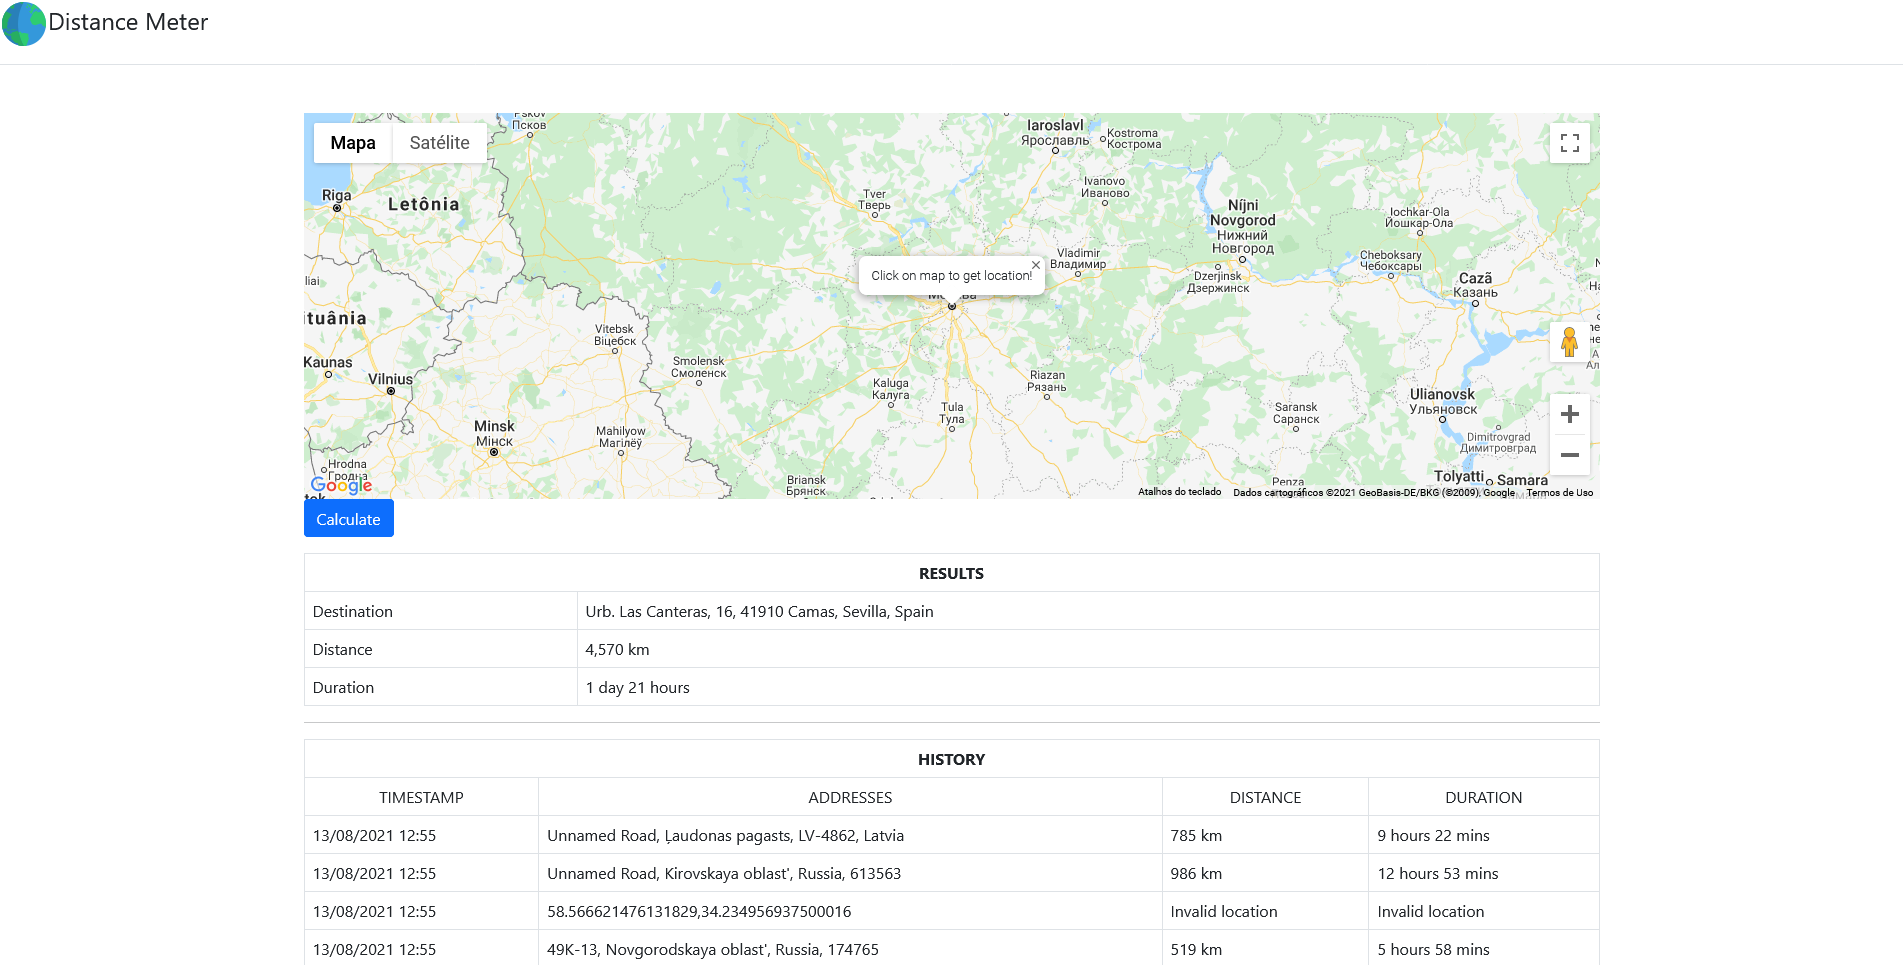 Distance Meter
Mapa Satélite
Псков
Iaroslavl
Ярославль
Kostroma
Кострома
Riga
Letônia
Tver
Тверь
Ivanovo
Иваново
Níjni
Novgorod
Нижний
Новгород
Iochkar-Ola
Йошкар-Ола
Click on map to get location!
Vladimir
Владимир
Dzerjinsk
Дзержинск
Cheboksary
Чебоксары
Cazã
Казань
Vitebsk
Віцебск
Smolensk
Смоленск
Kaunas
Vilnius
Kaluga
Калуга
Riazan
Рязань
Tula
Тула
Ulianovsk
Ульяновск
Saransk
Саранск
Minsk
Мінск
Mahilyow
Магілёў
Dimitrovgrad
Димитровград
Hrodna
Гродна
Briansk
Брянск
Penza
Tolyatti
Samara
Google
Atalhos do teclado Dados cartográficos ©2021 GeoBasis-DE/BKG (©2009), Google Termos de Uso
Calculate
RESULTS
Destination Urb. Las Canteras, 16, 41910 Camas, Sevilla, Spain
Distance 4,570 km
Duration 1 day 21 hours
HISTORY
TIMESTAMP ADDRESSES DISTANCE DURATION
13/08/2021 12:55 Unnamed Road, Ļaudonas pagasts, LV-4862, Latvia 785 km 9 hours 22 mins
13/08/2021 12:55 Unnamed Road, Kirovskaya oblast', Russia, 613563 986 km 12 hours 53 mins
13/08/2021 12:55 58.566621476131829,34.234956937500016 Invalid location Invalid location
13/08/2021 12:55 49K-13, Novgorodskaya oblast', Russia, 174765 519 km 5 hours 58 mins